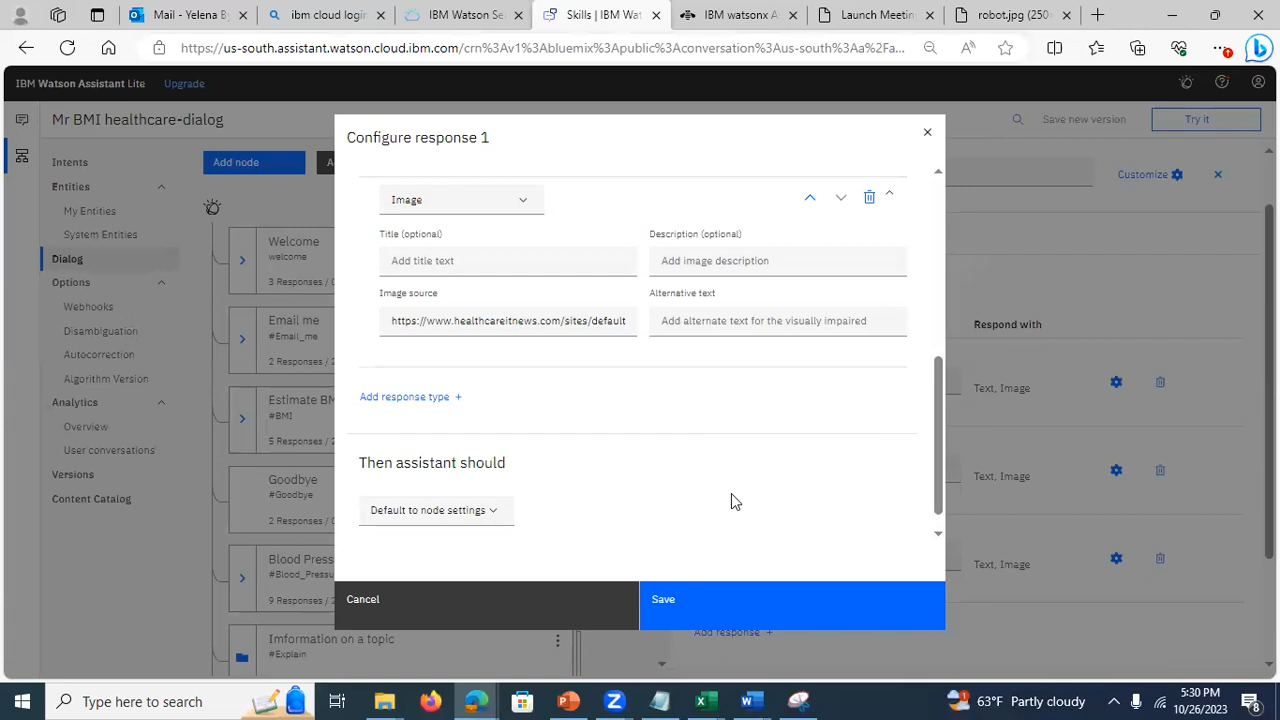 Mail - Yelena B
ibm cloud login
IBM Watson Se
Skills | IBM Wat
IBM watsonx A
Launch Meetin
robot.jpg (250
https://us-south.assistant.watson.cloud.ibm.com/crn%3Av1%3Abluemix%3Apublic%3Aconversation%3Aus-south%3Aa%2Fa...
IBM Watson Assistant Lite
Upgrade
Mr BMI healthcare-dialog
Save new version
Try it
Intents
Entities
My Entities
System Entities
Dialog
Options
Webhooks
Disambiguation
Autocorrection
Algorithm Version
Analytics
Overview
User conversations
Versions
Content Catalog
Add node
A
Welcome
welcome
3 Responses /
Email me
#Email_me
2 Responses /
Estimate BM
#BMI
5 Responses / 2
Goodbye
#Goodbye
2 Responses /
Blood Press
#Blood_Pressu
9 Responses /
Imformation on a topic
#Explain
Configure response 1
Image
Title (optional)
Description (optional)
Add title text
Add image description
Image source
Alternative text
https://www.healthcareitnews.com/sites/default
Add alternate text for the visually impaired
Add response type +
Then assistant should
Default to node settings
Cancel
Save
Customize
Respond with
Text, Image
Text, Image
Text, Image
Add response +
Type here to search
63°F Partly cloudy
5:30 PM
10/26/2023
8